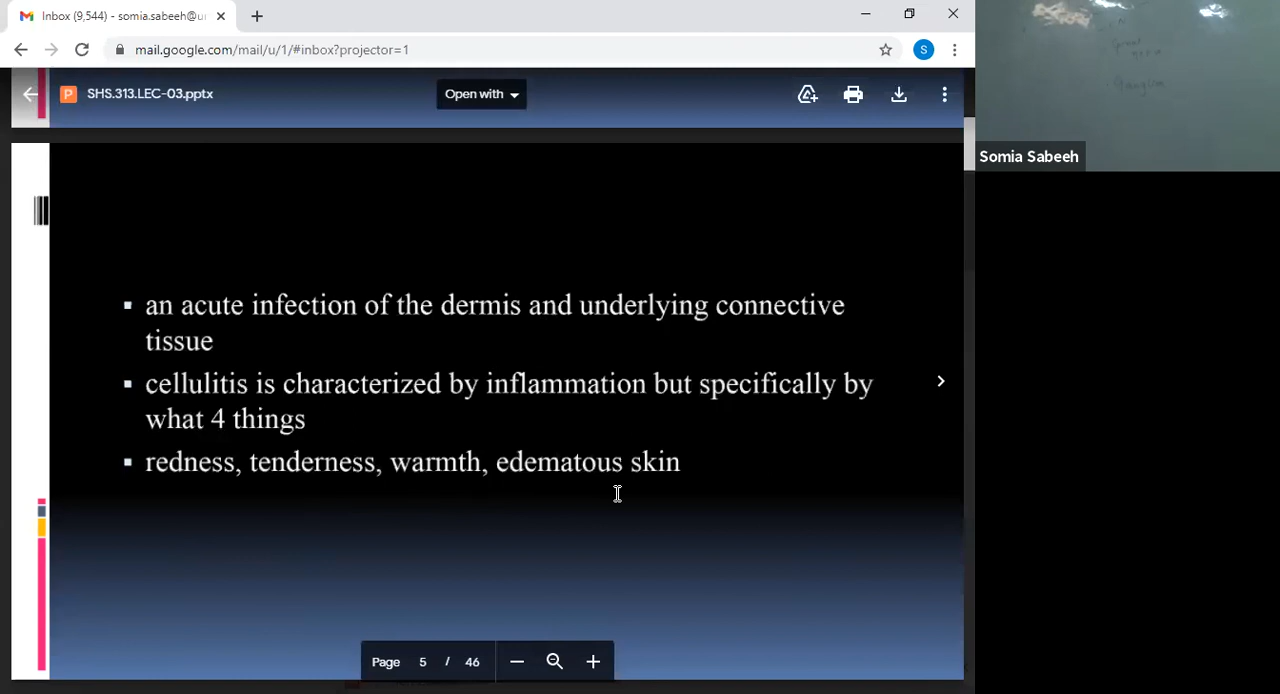 Inbox (9,544) - somia.sabeeh@u
mail.google.com/mail/u/1/#inbox?projector=1
S
P SHS.313.LEC-03.pptx
Open with
Somia Sabeeh
▪ an acute infection of the dermis and underlying connective
tissue
▪ cellulitis is characterized by inflammation but specifically by
what 4 things
▪ redness, tenderness, warmth, edematous skin
Page 5 / 46